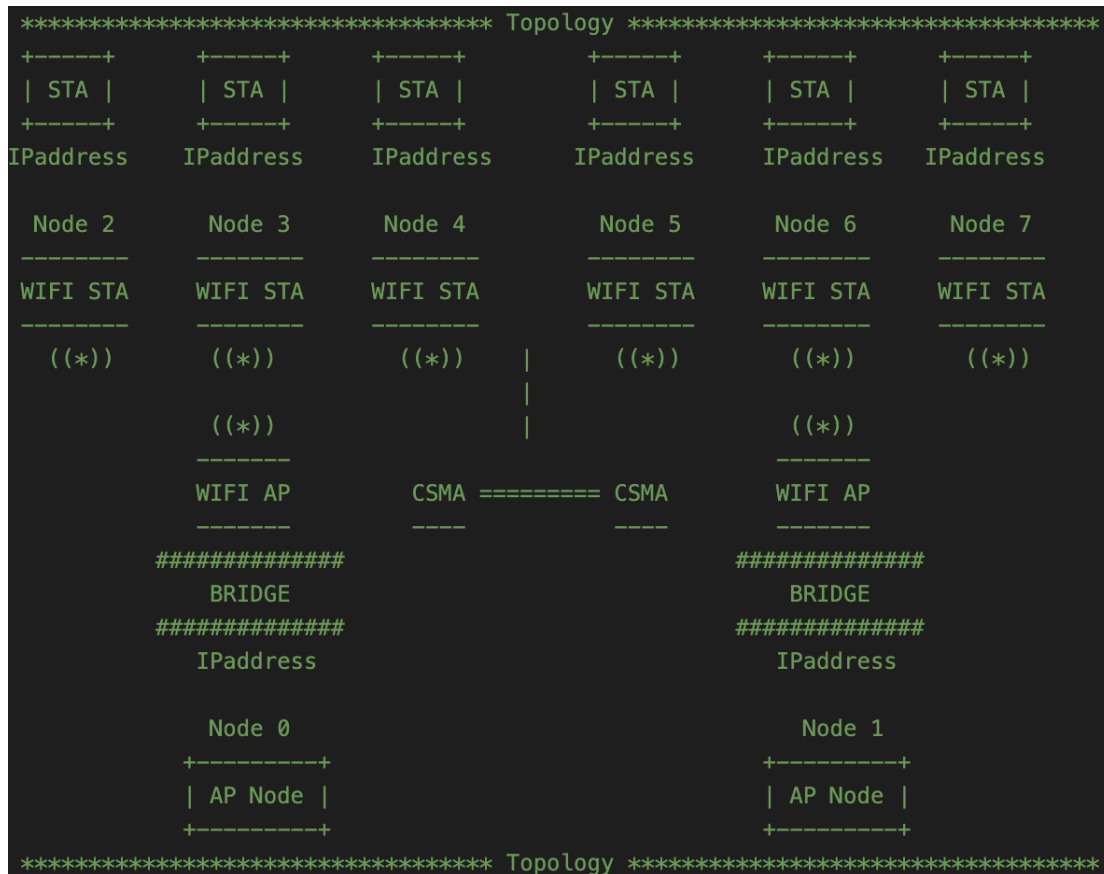 *********************************** Topology ***********************************
+-----+      +-----+      +-----+         +-----+      +-----+      +-----+
| STA |      | STA |      | STA |         | STA |      | STA |      | STA |
+-----+      +-----+      +-----+         +-----+      +-----+      +-----+
IPaddress    IPaddress     IPaddress      IPaddress     IPaddress   IPaddress
Node 2       Node 3       Node 4          Node 5       Node 6       Node 7
--------     --------     --------        --------     --------     --------
WIFI STA     WIFI STA     WIFI STA        WIFI STA     WIFI STA     WIFI STA
--------     --------     --------        --------     --------     --------
  ((*))       ((*))         ((*))    |      ((*))        ((*))        ((*))
                                     |
              ((*))                  |                   ((*))
             -------                                    -------
             WIFI AP         CSMA ========= CSMA        WIFI AP
             -------         ----           ----        -------
          ##############                             ##############
              BRIDGE                                     BRIDGE
          ##############                             ##############
             IPaddress                                  IPaddress
              Node 0                                      Node 1
            +---------+                                +---------+
            | AP Node |                                | AP Node |
            +---------+                                +---------+
*********************************** Topology ***********************************